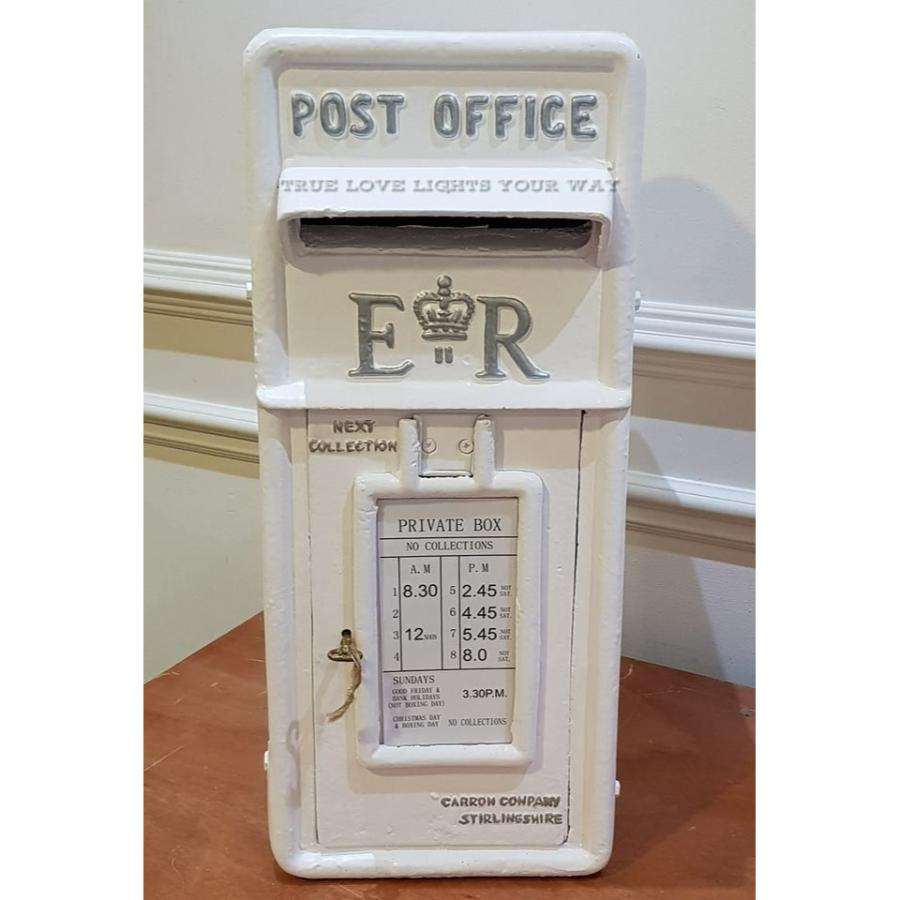 POST OFFICE
TRUE LOVE LIGHTS YOUR WAY
E II R
NEXT
COLLECTION
PRIVATE BOX
NO COLLECTIONS
A.M P.M
1 8.30 5 2.45 NOT SAT.
2 6 4.45 NOT SAT.
3 12 NOON 7 5.45 NOT SAT.
4 8 8.0 NOT SAT.
SUNDAYS
GOOD FRIDAY &
BANK HOLIDAYS 3.30P.M.
(NOT BOXING DAY)
CHRISTMAS DAY
& BOXING DAY NO COLLECTIONS
CARRON COMPANY
STIRLINGSHIRE